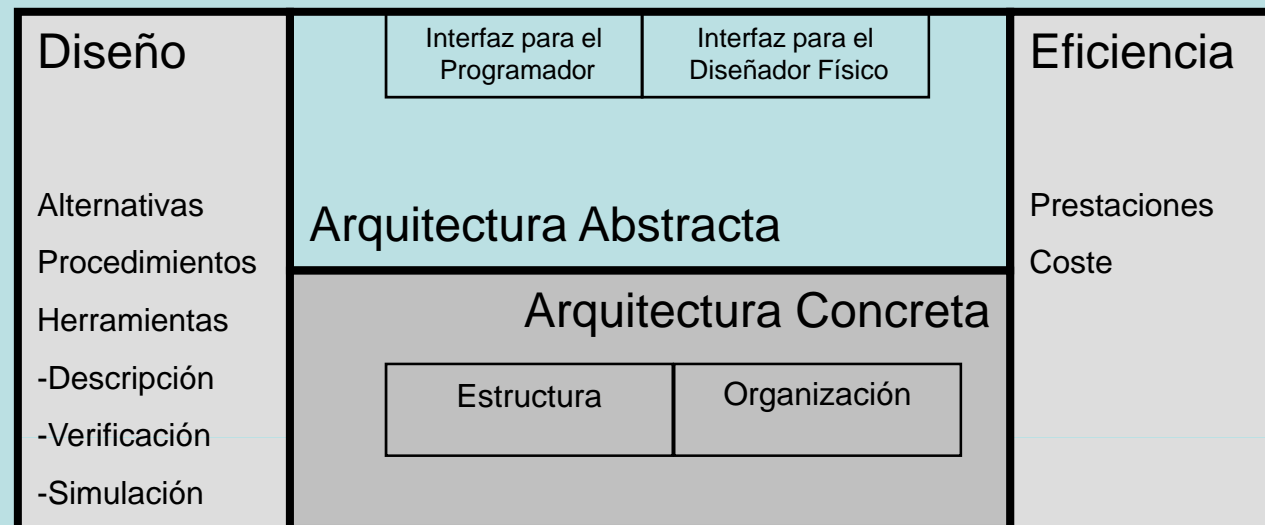 Diseño
Alternativas
Procedimientos
Herramientas
-Descripción
-Verificación
-Simulación
Interfaz para el
Programador
Interfaz para el
Diseñador Físico
Arquitectura Abstracta
Arquitectura Concreta
Estructura
Organización
Eficiencia
Prestaciones
Coste